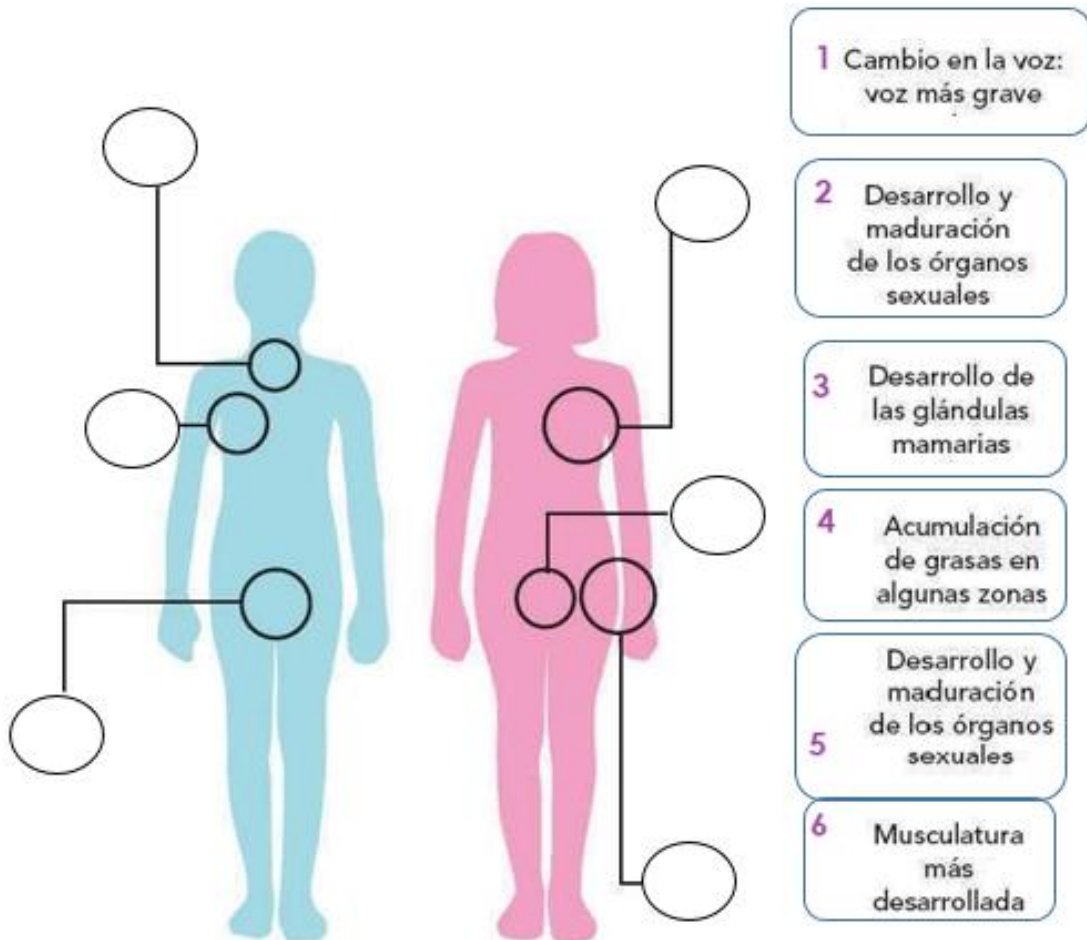 1 Cambio en la voz:
voz más grave
2 Desarrollo y
maduración
de los órganos
sexuales
3 Desarrollo de
las glándulas
mamarias
4 Acumulación
de grasas en
algunas zonas
Desarrollo y
maduración
de los órganos
5 sexuales
6 Musculatura
más
desarrollada